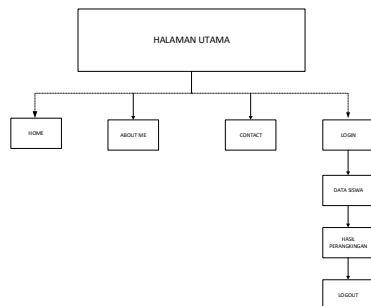 HALAMAN UTAMA
HOME
ABOUT ME
CONTACT
LOGIN
DATA SISWA
HASIL
PERANGKINGAN
LOGOUT